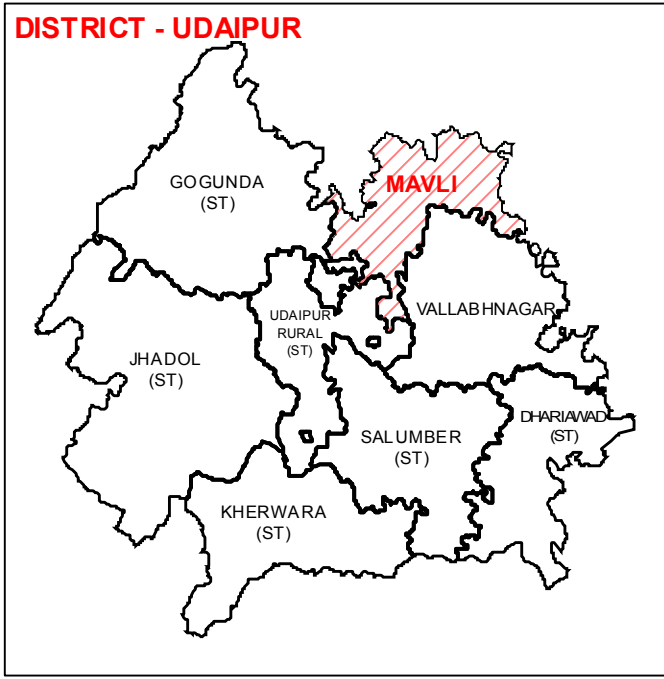 DISTRICT - UDAIPUR
GOGUNDA
(ST)
MAVLI
UDAIPUR
RURAL
(ST)
VALLABHNAGAR
JHADOL
(ST)
SALUMBER
(ST)
DHARIAWAD
(ST)
KHERWARA
(ST)